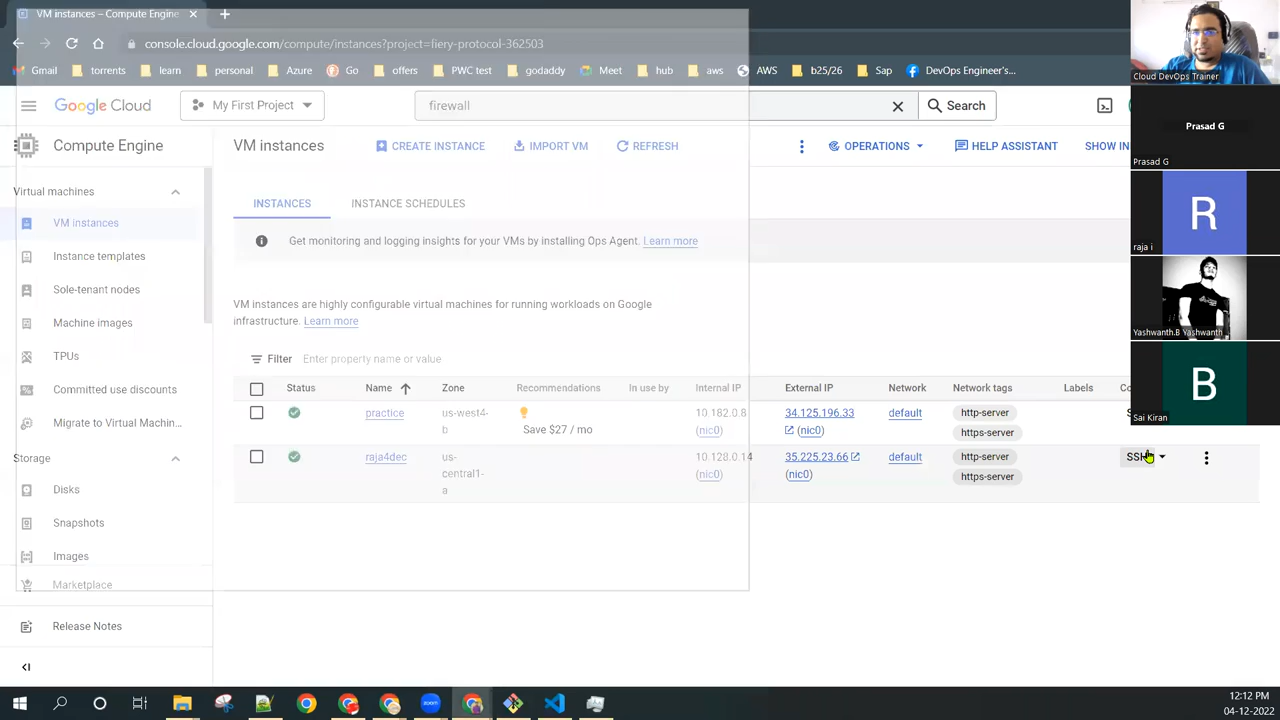 VM instances – Compute Engine
console.cloud.google.com/compute/instances?project=fiery-protocol-362503
Gmail torrents learn personal Azure Go offers PWC test godaddy Meet hub aws AWS b25/26 Sap DevOps Engineer's...
Google Cloud My First Project firewall Search
Compute Engine VM instances CREATE INSTANCE IMPORT VM REFRESH OPERATIONS HELP ASSISTANT SHOW IN
Virtual machines
VM instances
Instance templates
Sole-tenant nodes
Machine images
TPUs
Committed use discounts
Migrate to Virtual Machin...
Storage
Disks
Snapshots
Images
Marketplace
Release Notes
INSTANCES INSTANCE SCHEDULES
Get monitoring and logging insights for your VMs by installing Ops Agent. Learn more
VM instances are highly configurable virtual machines for running workloads on Google
infrastructure. Learn more
Filter Enter property name or value
Status Name Zone Recommendations In use by Internal IP External IP Network Network tags Labels Co
practice us-west4- 10.182.0.8 34.125.196.33 default http-server S
b Save $27 / mo (nic0) (nic0) https-server
raja4dec us- 10.128.0.14 35.225.23.66 default http-server SSH
central1- (nic0) (nic0) https-server
a
Cloud DevOps Trainer
Prasad G
Prasad G
R
raja i
Yashwanth.B Yashwanth
B
Sai Kiran
12:12 PM
04-12-2022